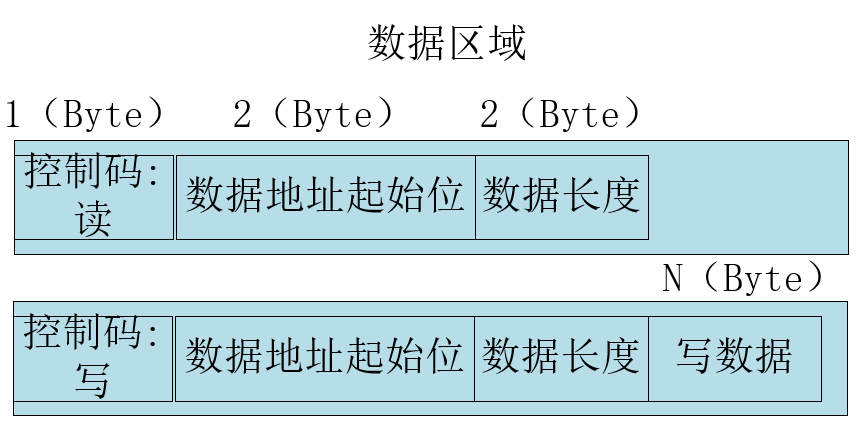 数据区域
1（Byte） 2（Byte） 2（Byte）
控制码:
读
数据地址起始位
数据长度
N（Byte）
控制码:
写
数据地址起始位
数据长度
写数据